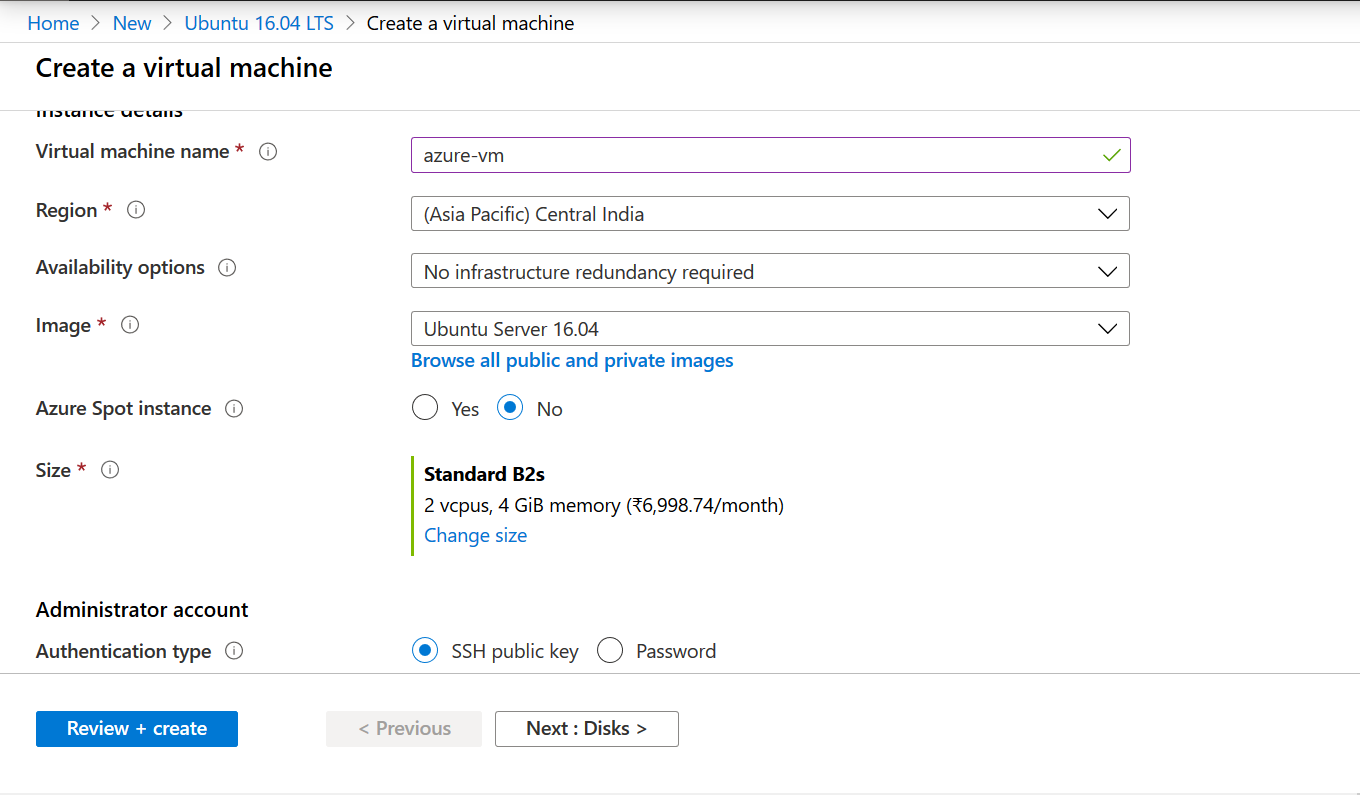 Home > New > Ubuntu 16.04 LTS > Create a virtual machine
Create a virtual machine
Instance details
Virtual machine name *
azure-vm
Region *
(Asia Pacific) Central India
Availability options
No infrastructure redundancy required
Image *
Ubuntu Server 16.04
Browse all public and private images
Azure Spot instance
Yes No
Size *
Standard B2s
2 vcpus, 4 GiB memory (₹6,998.74/month)
Change size
Administrator account
Authentication type
SSH public key Password
Review + create < Previous Next : Disks >